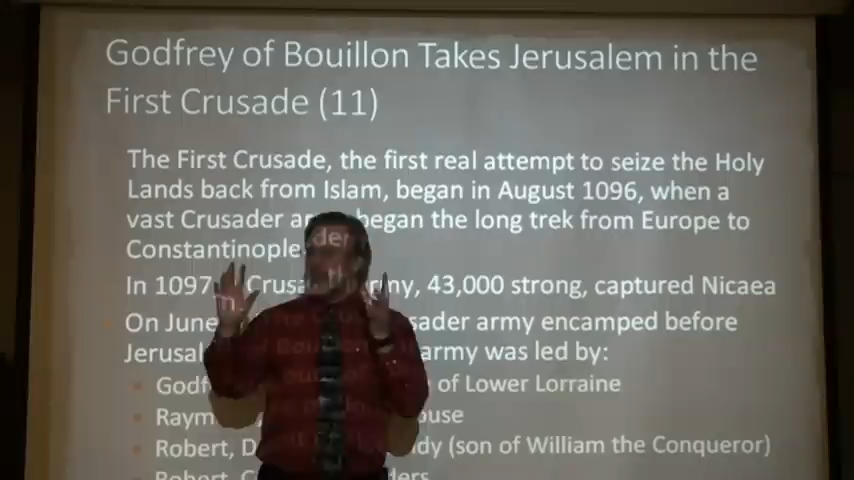 Godfrey of Bouillon Takes Jerusalem in the
First Crusade (11)
The First Crusade, the first real attempt to seize the Holy
Lands back from Islam, began in August 1096, when a
vast Crusader began the long trek from Europe to
Constantinople
In 1097 Crusa my, 43,000 strong, captured Nicaea
On June sader army encamped before
Jerusal army was led by:
Godf of Lower Lorraine
Raym ouse
Robert, D dy (son of William the Conqueror)
Robert, C ders